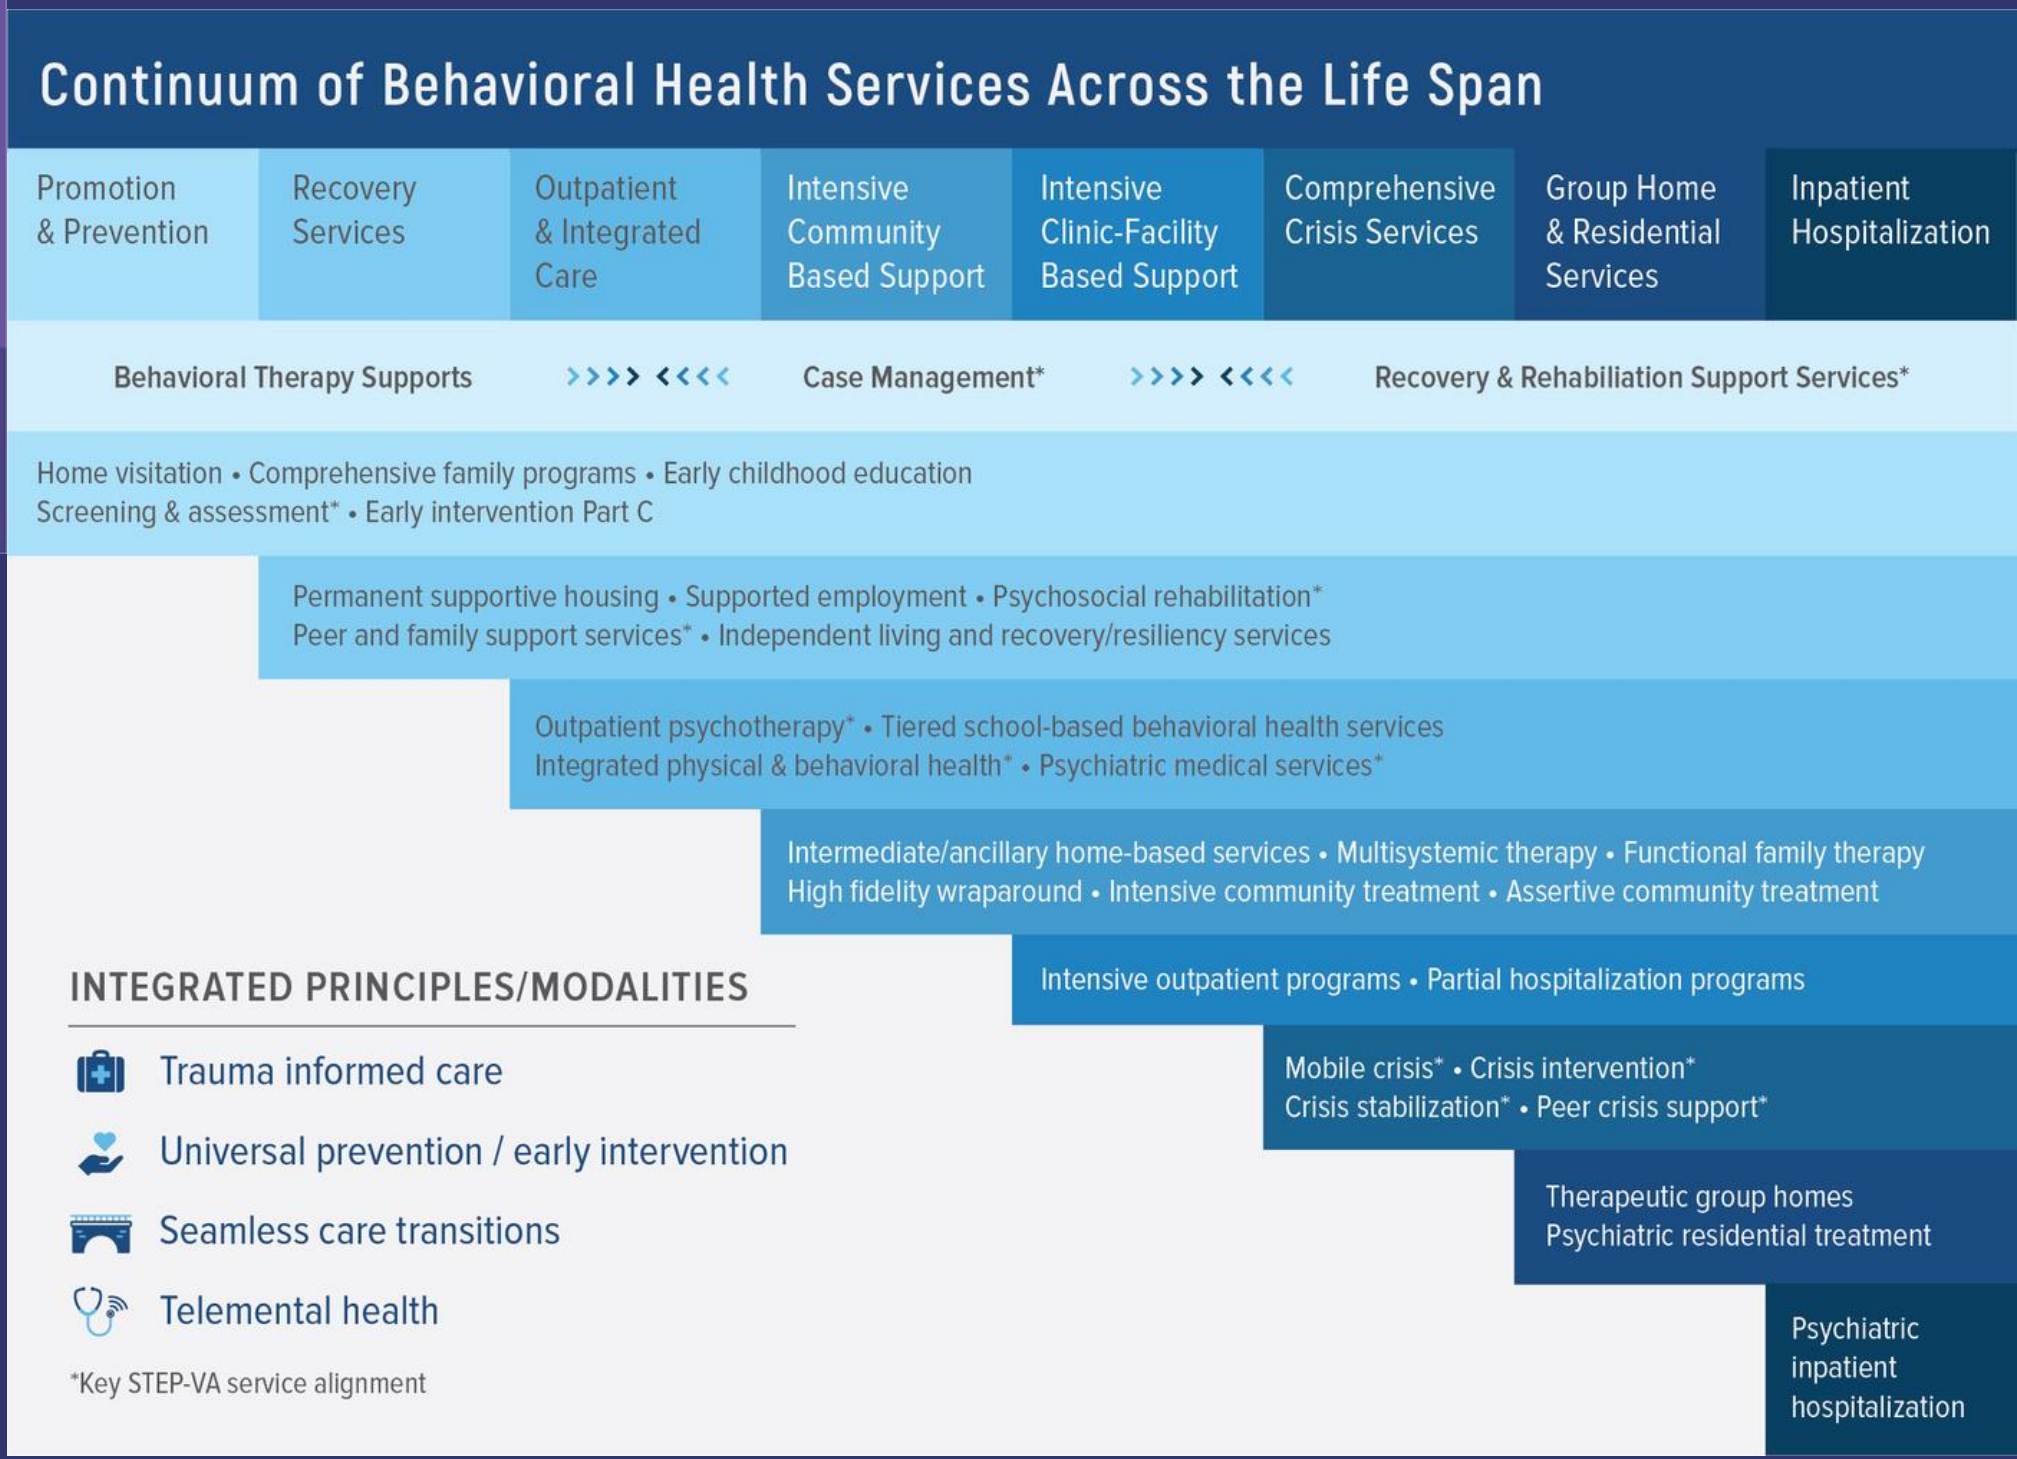 Continuum of Behavioral Health Services Across the Life Span
Promotion
& Prevention
Recovery
Services
Outpatient
& Integrated
Care
Intensive
Community
Based Support
Intensive
Clinic-Facility
Based Support
Comprehensive
Crisis Services
Group Home
& Residential
Services
Inpatient
Hospitalization
Behavioral Therapy Supports >>>> <<<< Case Management* >>>> <<<< Recovery & Rehabiliation Support Services*
Home visitation • Comprehensive family programs • Early childhood education
Screening & assessment* • Early intervention Part C
Permanent supportive housing • Supported employment • Psychosocial rehabilitation*
Peer and family support services* • Independent living and recovery/resiliency services
Outpatient psychotherapy* • Tiered school-based behavioral health services
Integrated physical & behavioral health* • Psychiatric medical services*
Intermediate/ancillary home-based services • Multisystemic therapy • Functional family therapy
High fidelity wraparound • Intensive community treatment • Assertive community treatment
Intensive outpatient programs • Partial hospitalization programs
Mobile crisis* • Crisis intervention*
Crisis stabilization* • Peer crisis support*
Therapeutic group homes
Psychiatric residential treatment
Psychiatric
inpatient
hospitalization
INTEGRATED PRINCIPLES/MODALITIES
Trauma informed care
Universal prevention / early intervention
Seamless care transitions
Telemental health
*Key STEP-VA service alignment